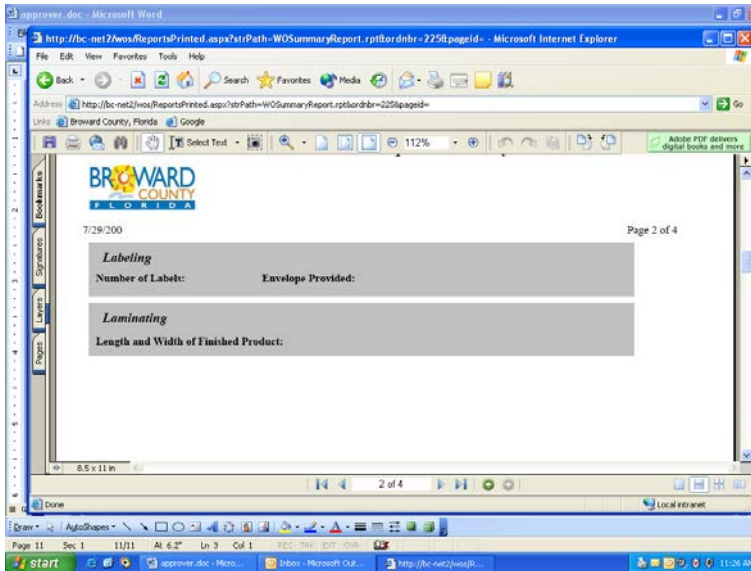 approver.doc - Microsoft Word
http://bc-net2/wos/ReportsPrinted.aspx?strPath=WOSummaryReport.rpt&ordnbr=225&pageid= - Microsoft Internet Explorer
File Edit View Favorites Tools Help
Back Search Favorites Media
Address http://bc-net2/wos/ReportsPrinted.aspx?strPath=WOSummaryReport.rpt&ordnbr=225&pageid= Go
Links Broward County, Florida Google
Select Text 112% Adobe PDF delivers
digital books and more
Bookmarks
Signatures
Layers
Pages
BROWARD
COUNTY
FLORIDA
7/29/200 Page 2 of 4
Labeling
Number of Labels: Envelope Provided:
Laminating
Length and Width of Finished Product:
8.5 x 11 in
2 of 4
Done Local intranet
Draw AutoShapes
Page 11 Sec 1 11/11 At 6.2" Ln 3 Col 1 REC TRK EXT OVR
start approver.doc - Micro... Inbox - Microsoft Out... http://bc-net2/wos/R... 11:26 AM